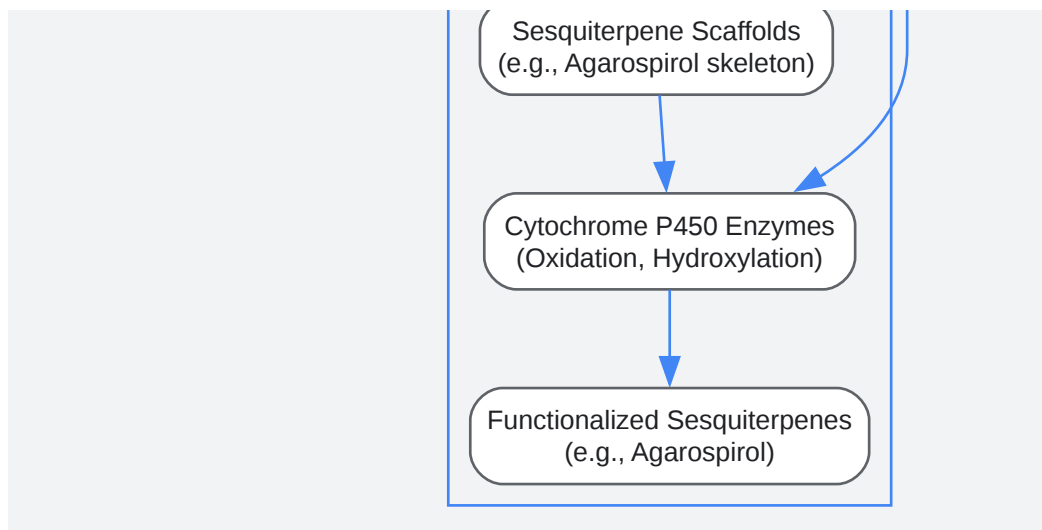 Sesquiterpene Scaffolds
(e.g., Agarospirol skeleton)
Cytochrome P450 Enzymes
(Oxidation, Hydroxylation)
Functionalized Sesquiterpenes
(e.g., Agarospirol)